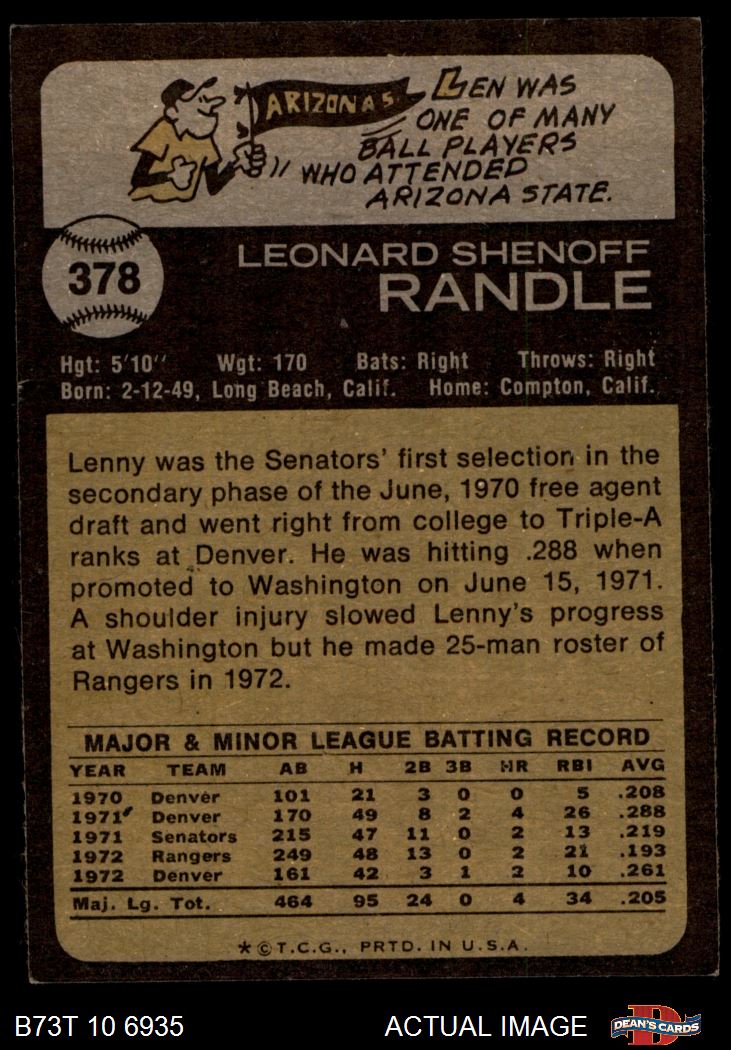 ARIZONA S
LEN WAS
ONE OF MANY
BALL PLAYERS
WHO ATTENDED
ARIZONA STATE.
378
LEONARD SHENOFF
RANDLE
Hgt: 5'10'' Wgt: 170 Bats: Right Throws: Right
Born: 2-12-49, Long Beach, Calif. Home: Compton, Calif.
Lenny was the Senators' first selection in the
secondary phase of the June, 1970 free agent
draft and went right from college to Triple-A
ranks at Denver. He was hitting .288 when
promoted to Washington on June 15, 1971.
A shoulder injury slowed Lenny's progress
at Washington but he made 25-man roster of
Rangers in 1972.
MAJOR & MINOR LEAGUE BATTING RECORD
YEAR TEAM AB H 2B 3B HR RBI AVG
1970 Denver 101 21 3 0 0 5 .208
1971 Denver 170 49 8 2 4 26 .288
1971 Senators 215 47 11 0 2 13 .219
1972 Rangers 249 48 13 0 2 21 .193
1972 Denver 161 42 3 1 2 10 .261
Maj. Lg. Tot. 464 95 24 0 4 34 .205
*©T.C.G., PRTD. IN U.S.A.
B73T 10 6935 ACTUAL IMAGE D DEAN'S CARDS